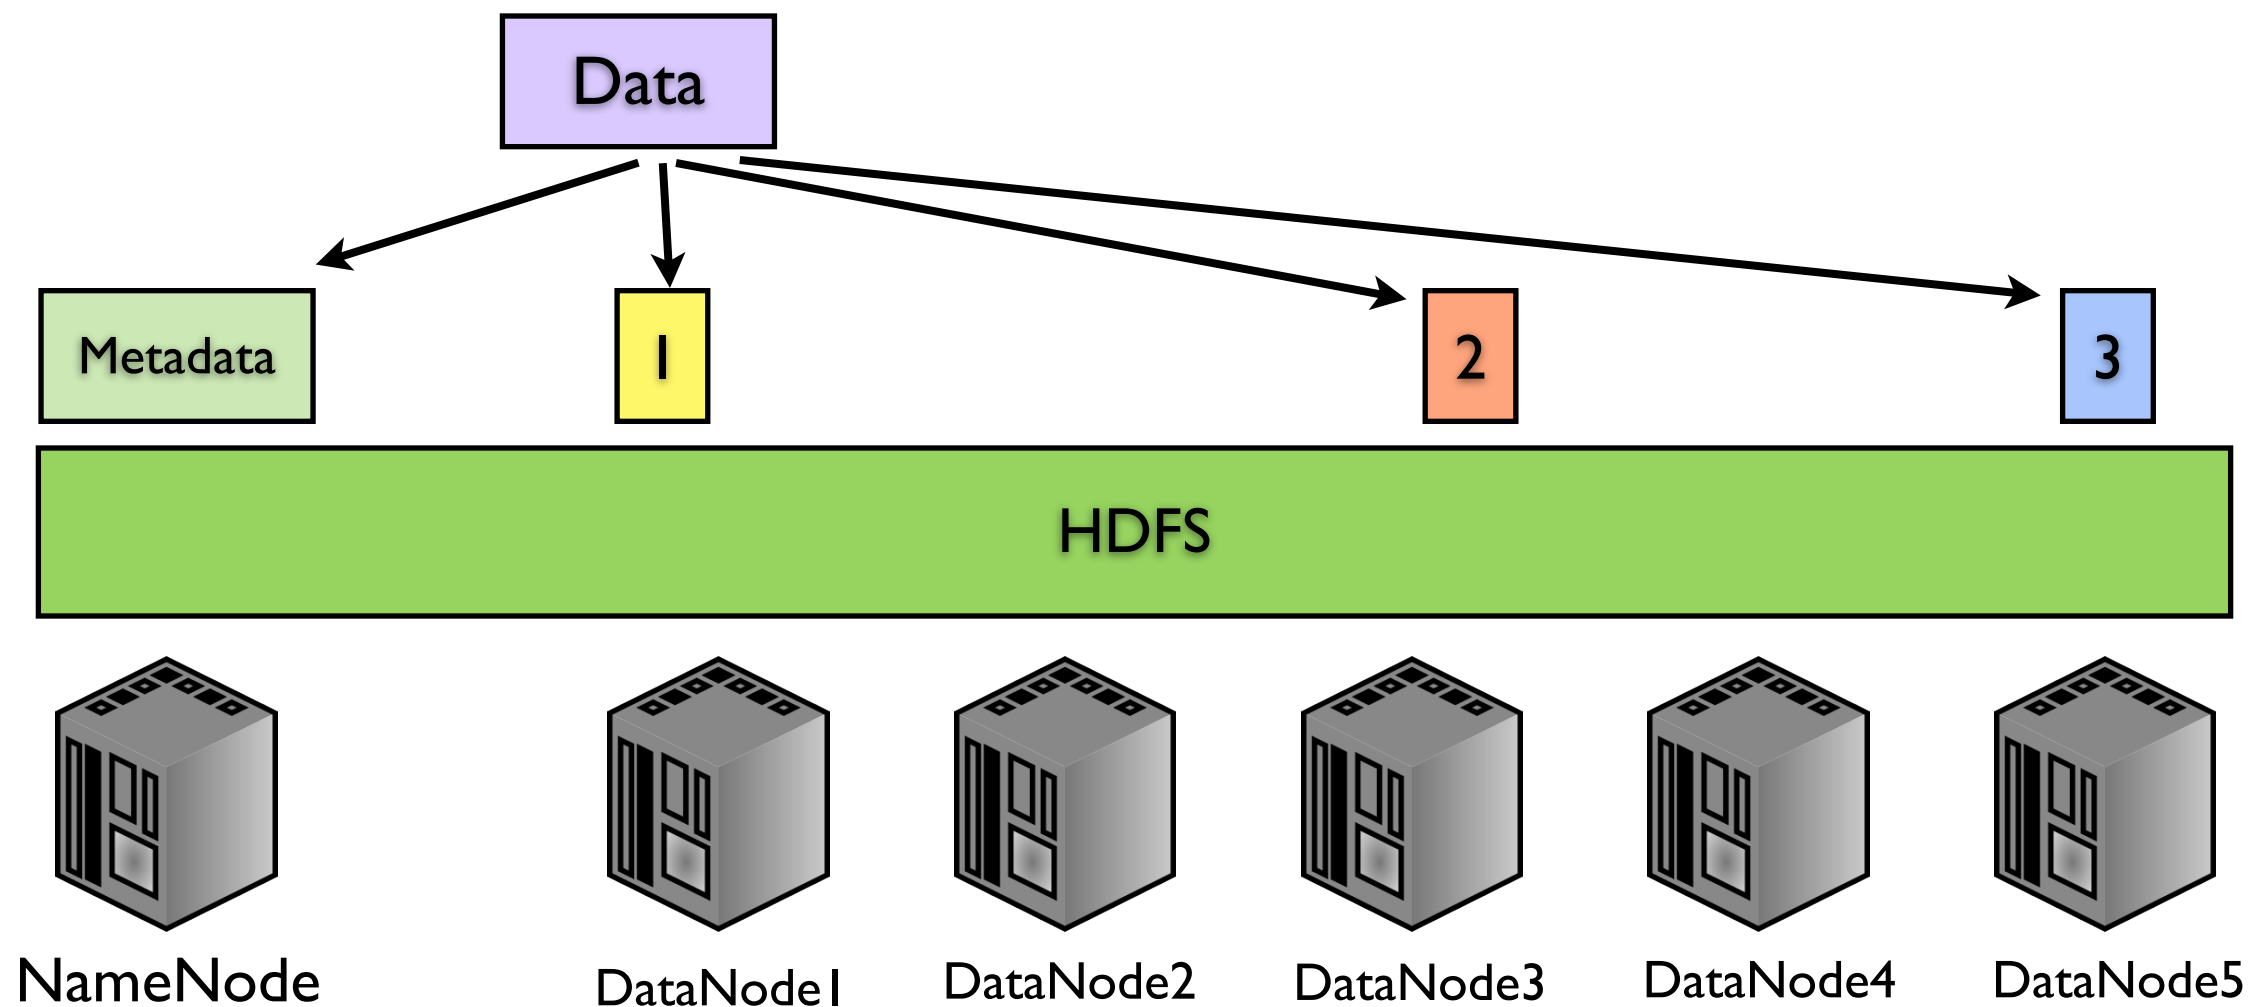 Data
Metadata
1
2
3
HDFS
NameNode
DataNode1
DataNode2
DataNode3
DataNode4
DataNode5